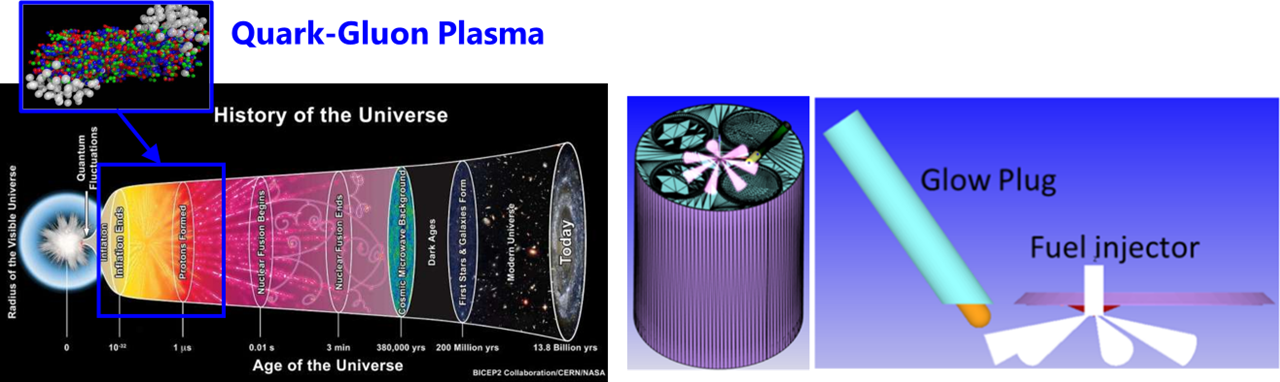 Quark-Gluon Plasma
History of the Universe
Radius of the Visible Universe
Quantum
Fluctuations
Inflation
Inflation Ends
Protons Formed
Nuclear Fusion Begins
Nuclear Fusion Ends
Cosmic Microwave Background
Dark Ages
First Stars & Galaxies Form
Modern Universe
Today
0
10⁻³²
1 µs
0.01 s
3 min
380,000 yrs
200 Million yrs
13.8 Billion yrs
Age of the Universe
BICEP2 Collaboration/CERN/NASA
Glow Plug
Fuel injector